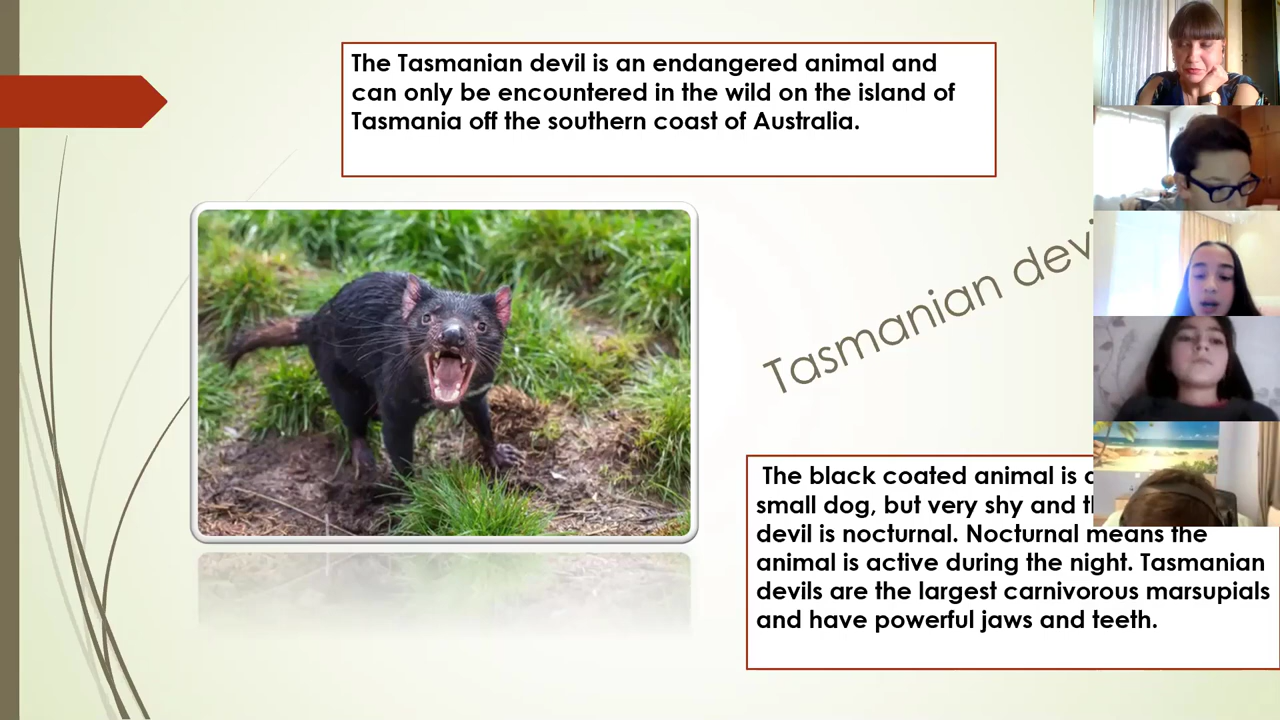 The Tasmanian devil is an endangered animal and
can only be encountered in the wild on the island of
Tasmania off the southern coast of Australia.
Tasmanian
The black coated animal is
small dog, but very shy and
devil is nocturnal. Nocturnal means the
animal is active during the night. Tasmanian
devils are the largest carnivorous marsupials
and have powerful jaws and teeth.